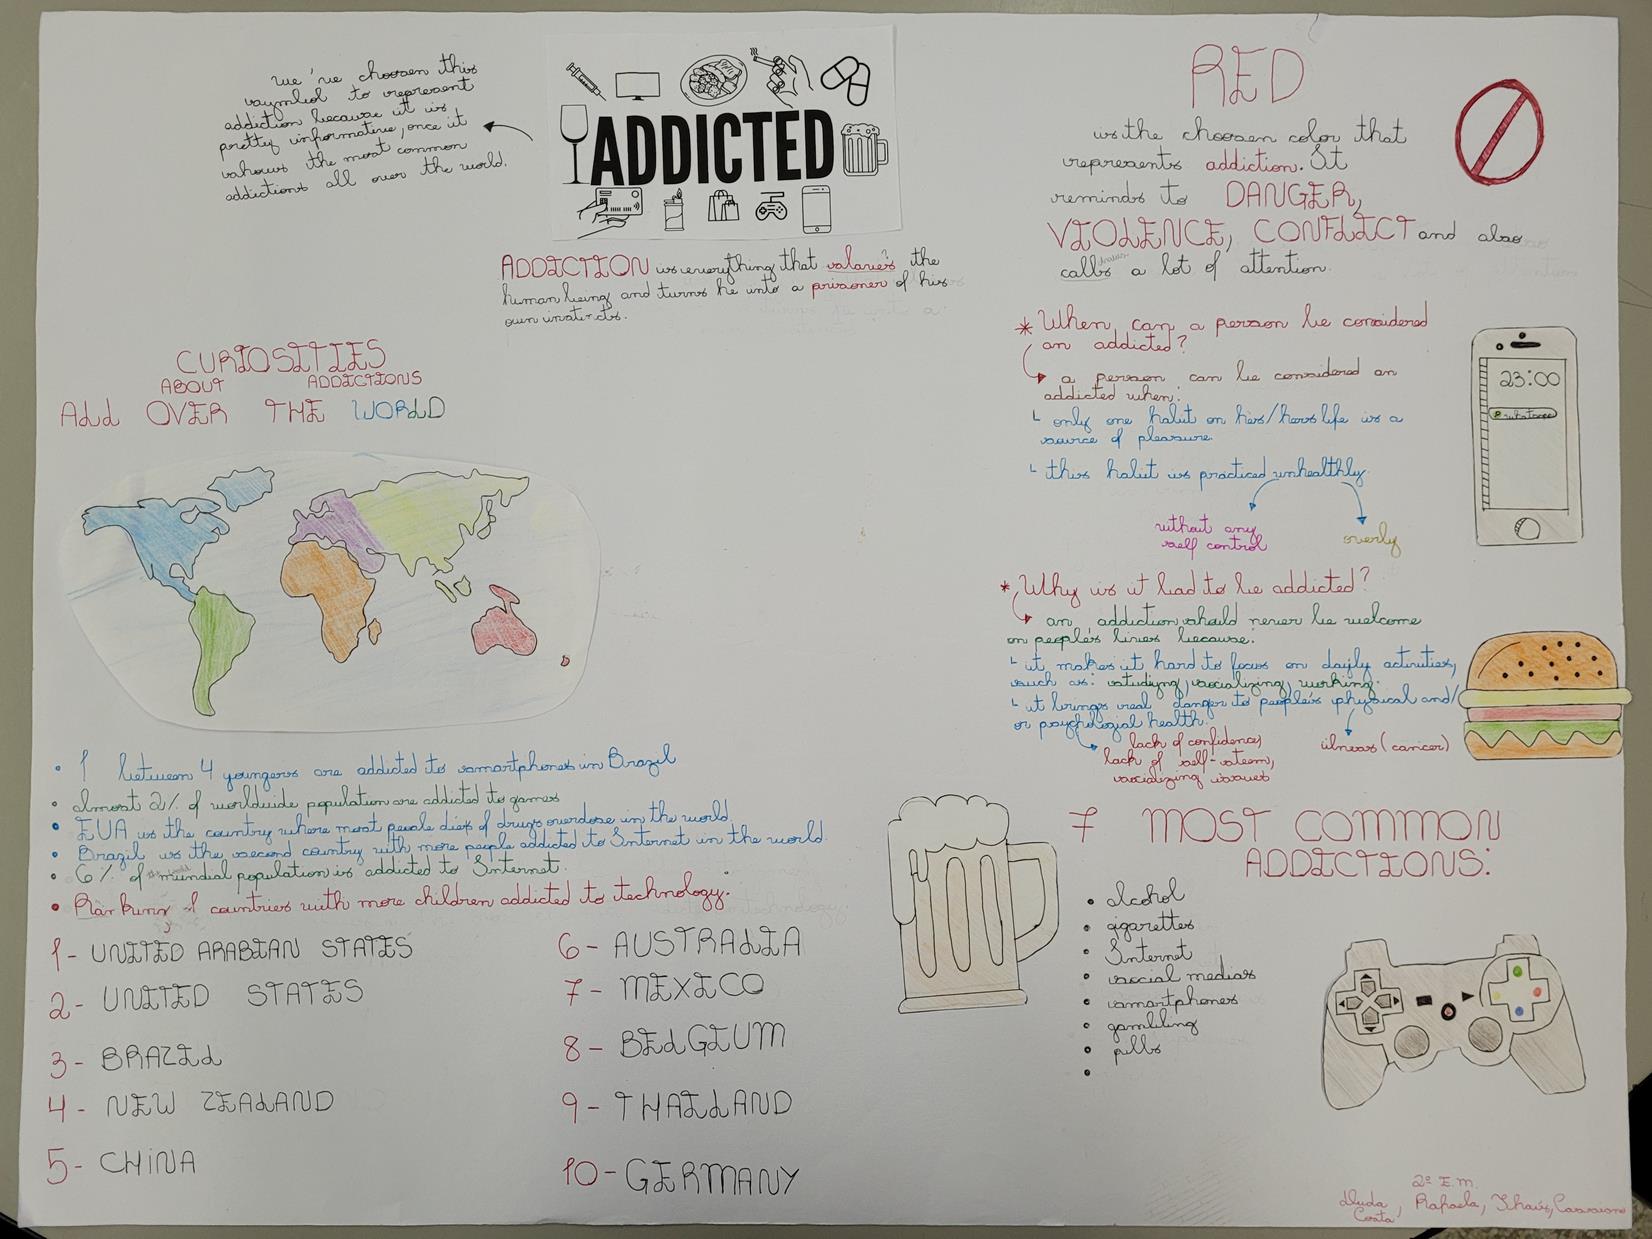 we've choosen this
symbol to represent
addiction because it is
pretty informative, once it
shows the most common
addictions all over the world.
ADDICTED
ADDICTION is everything that slaves the
human being and turns he into a prisoner of his
own instincts.
RED
is the choosen color that
represents addiction. It
reminds to DANGER,
VIOLENCE, CONFLICT and also
calls a lot of attention.
* When can a person be considered
an addicted?
a person can be considered an
addicted when:
only one habit on his/hers life is a
source of pleasure.
this habit is practiced unhealthly.
without any
self control
overly
* Why is it bad to be addicted?
an addiction should never be welcome
on people's lives because:
it makes it hard to focus on dayly activities,
such as: studiyng, socializing, working.
it brings real danger to people's physical and/
or psychologial health.
lack of confidence,
lack of self-steem,
socializing issues
ilness (cancer)
23:00
whatsapp
CURIOSITIES
ABOUT ADDICTIONS
ALL OVER THE WORLD
• 1 between 4 youngers are addicted to smartphones in Brazil
• almost 2% of worldwide population are addicted to games
• EUA is the country where most people dies of drugs overdose in the world
• Brazil is the second country with more people addicted to Internet in the world
• 6% of mundial population is addicted to Internet.
• Ranking countries with more children addicted to technology:
1- UNITED ARABIAN STATES
2- UNITED STATES
3- BRAZIL
4- NEW ZEALAND
5- CHINA
6- AUSTRALIA
7- MEXICO
8- BELGIUM
9- THAILAND
10- GERMANY
7 MOST COMMON
ADDICTIONS:
• alcohol
• cigarettes
• Internet
• social medias
• smartphones
• gambling
• pills
•
2º E.M.
Duda Rafaela, Thaís, Cassiano
Costa,